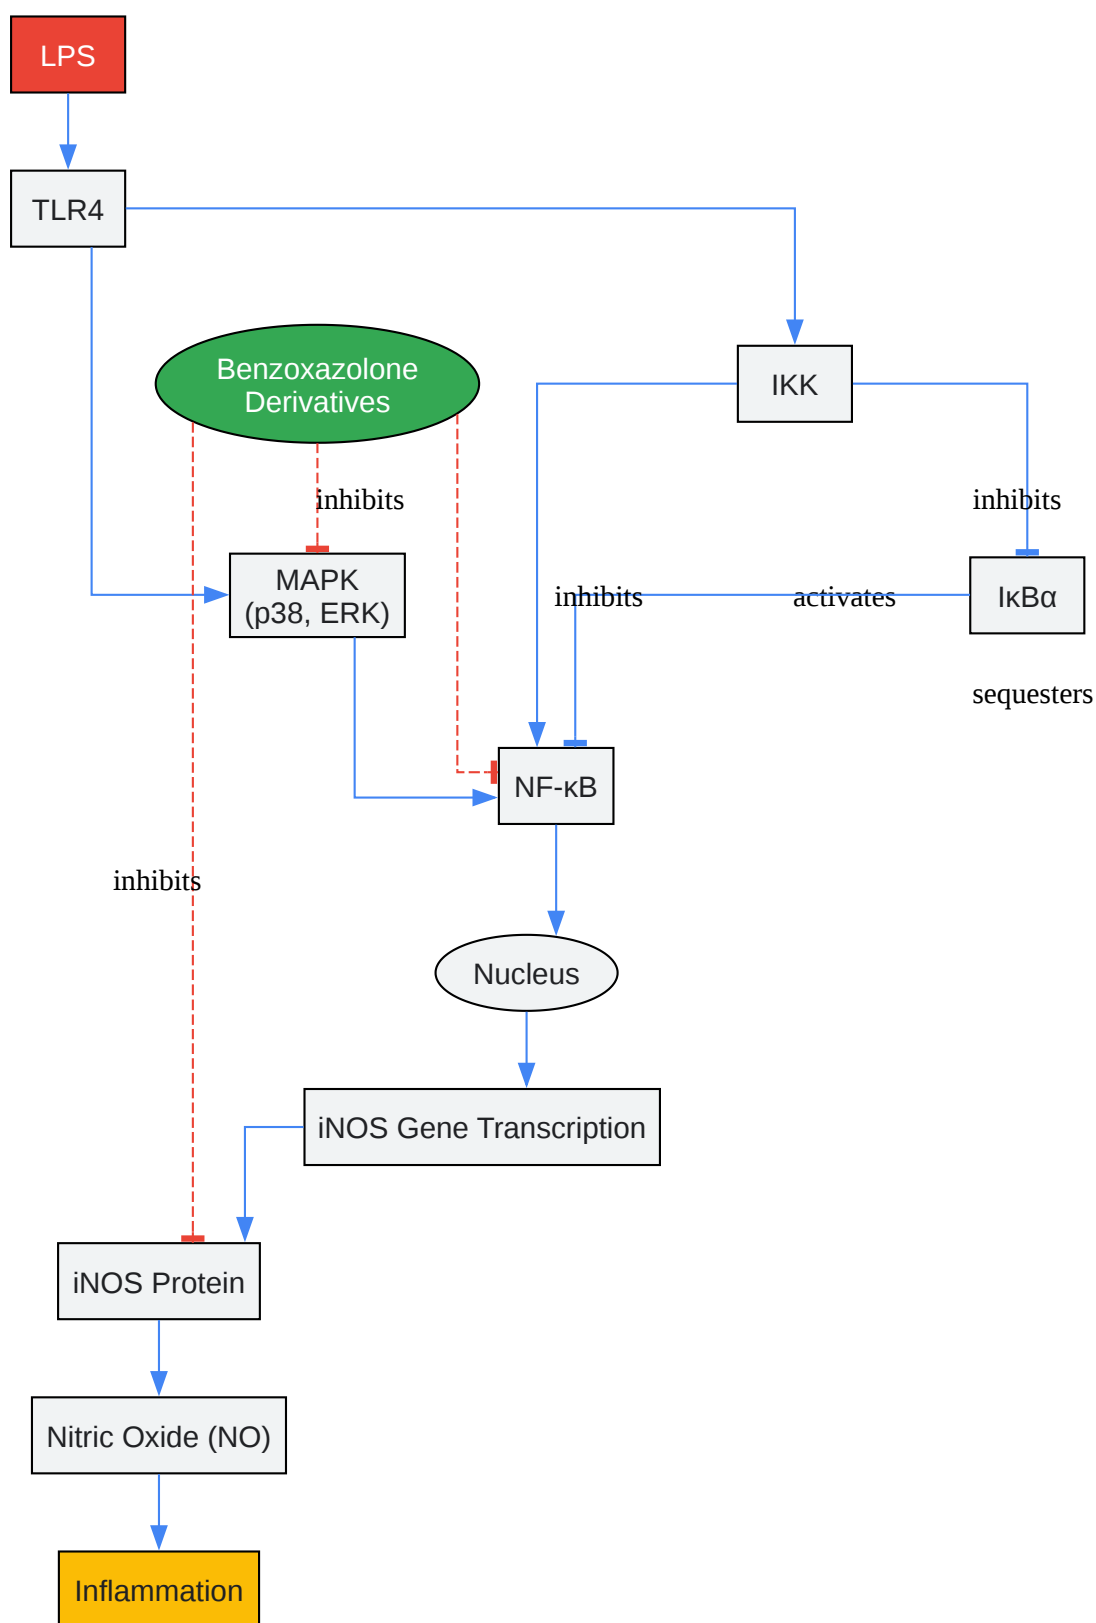 LPS
TLR4
Benzoxazolone
Derivatives
IKK
inhibits
inhibits
MAPK
(p38, ERK)
inhibits
activates
IκBα
sequesters
NF-κB
inhibits
Nucleus
iNOS Gene Transcription
iNOS Protein
Nitric Oxide (NO)
Inflammation